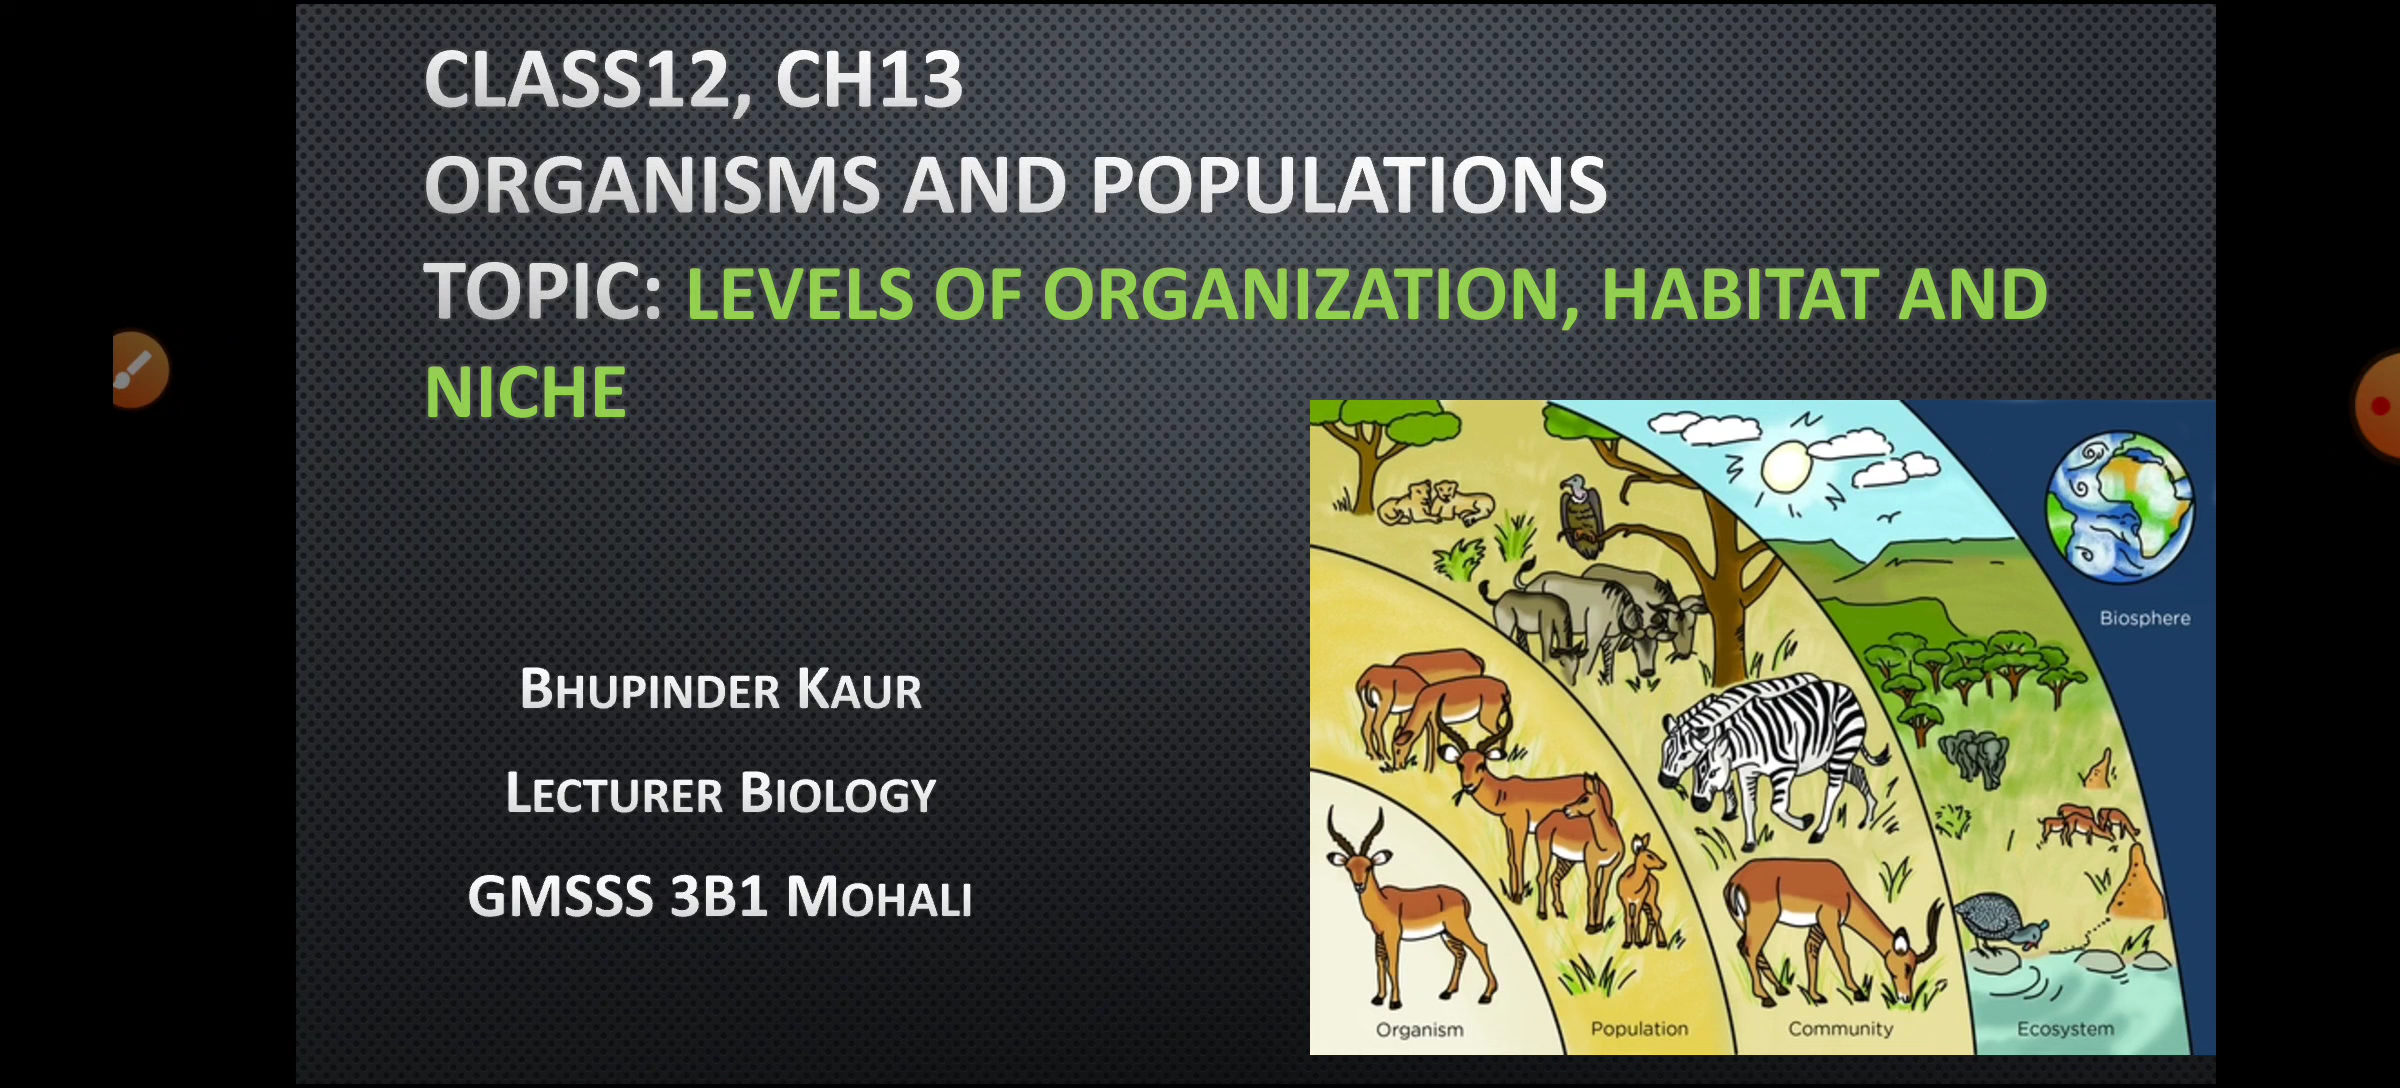 CLASS12, CH13
ORGANISMS AND POPULATIONS
TOPIC: LEVELS OF ORGANIZATION, HABITAT AND
NICHE
BHUPINDER KAUR
LECTURER BIOLOGY
GMSSS 3B1 MOHALI
Biosphere
Organism
Population
Community
Ecosystem